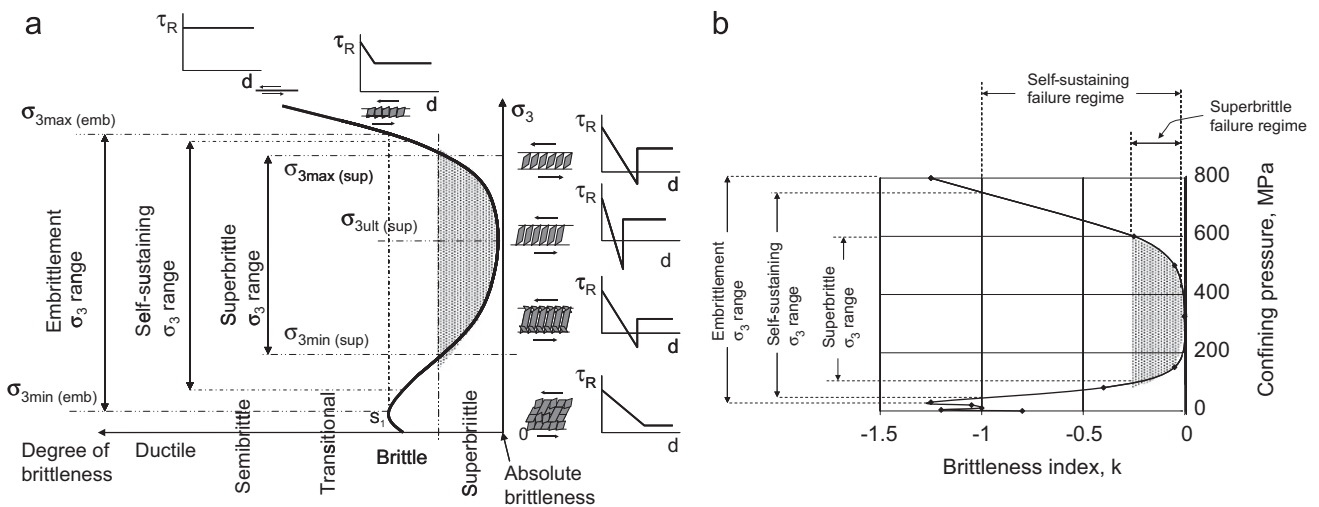 a
τR
d
τR
d
σ3max (emb)
σ3
σ3max (sup)
σ3ult (sup)
σ3min (sup)
σ3min (emb)
Embrittlement
σ3 range
Self-sustaining
σ3 range
Superbrittle
σ3 range
τR
d
τR
d
τR
d
τR
d
s1
0
Degree of
brittleness
Ductile
Semibrittle
Transitional
Brittle
Superbriittle
Absolute
brittleness
b
Self-sustaining
failure regime
Superbrittle
failure regime
Embrittlement
σ3 range
Self-sustaining
σ3 range
Superbrittle
σ3 range
800
600
400
200
0
Confining pressure, MPa
-1.5
-1
-0.5
0
Brittleness index, k